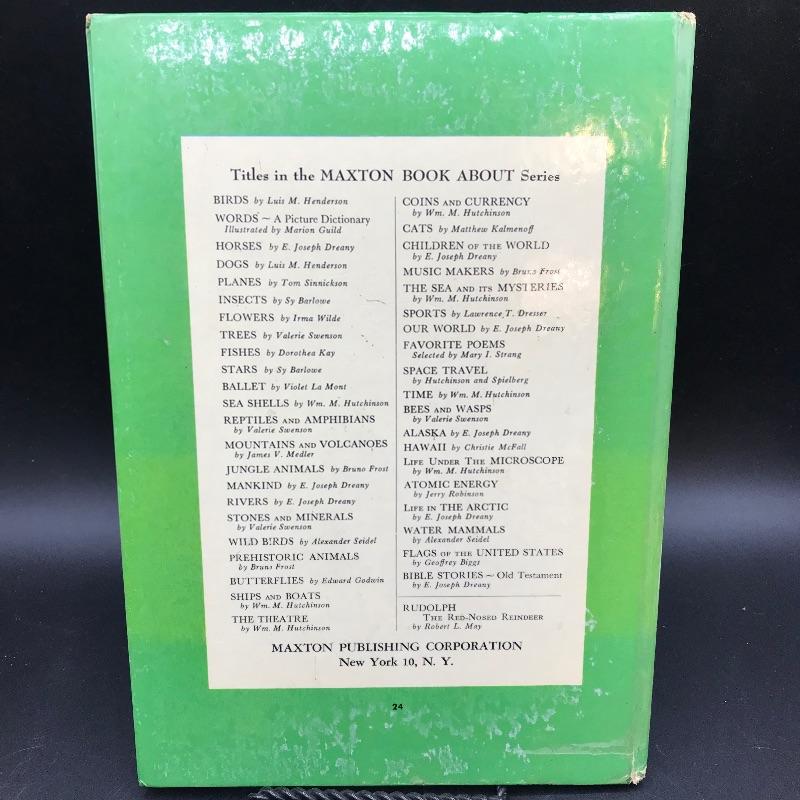 Titles in the MAXTON BOOK ABOUT Series
BIRDS by Luis M. Henderson
WORDS ~ A Picture Dictionary
Illustrated by Marion Guild
HORSES by E. Joseph Dreany
DOGS by Luis M. Henderson
PLANES by Tom Sinnickson
INSECTS by Sy Barlowe
FLOWERS by Irma Wilde
TREES by Valerie Swenson
FISHES by Dorothea Kay
STARS by Sy Barlowe
BALLET by Violet La Mont
SEA SHELLS by Wm. M. Hutchinson
REPTILES AND AMPHIBIANS
by Valerie Swenson
MOUNTAINS AND VOLCANOES
by James V. Medler
JUNGLE ANIMALS by Bruno Frost
MANKIND by E. Joseph Dreany
RIVERS by E. Joseph Dreany
STONES AND MINERALS
by Valerie Swenson
WILD BIRDS by Alexander Seidel
PREHISTORIC ANIMALS
by Bruno Frost
BUTTERFLIES by Edward Godwin
SHIPS AND BOATS
by Wm. M. Hutchinson
THE THEATRE
by Wm. M. Hutchinson
COINS AND CURRENCY
by Wm. M. Hutchinson
CATS by Matthew Kalmenoff
CHILDREN OF THE WORLD
by E. Joseph Dreany
MUSIC MAKERS by Bruno Frost
THE SEA AND ITS MYSTERIES
by Wm. M. Hutchinson
SPORTS by Lawrence T. Dresser
OUR WORLD by E. Joseph Dreany
FAVORITE POEMS
Selected by Mary I. Strang
SPACE TRAVEL
by Hutchinson and Spielberg
TIME by Wm. M. Hutchinson
BEES AND WASPS
by Valerie Swenson
ALASKA by E. Joseph Dreany
HAWAII by Christie McFall
LIFE UNDER THE MICROSCOPE
by Wm. M. Hutchinson
ATOMIC ENERGY
by Jerry Robinson
LIFE IN THE ARCTIC
by E. Joseph Dreany
WATER MAMMALS
by Alexander Seidel
FLAGS OF THE UNITED STATES
by Geoffrey Biggs
BIBLE STORIES ~ Old Testament
by E. Joseph Dreany
RUDOLPH
THE RED-NOSED REINDEER
by Robert L. May
MAXTON PUBLISHING CORPORATION
New York 10, N. Y.
24